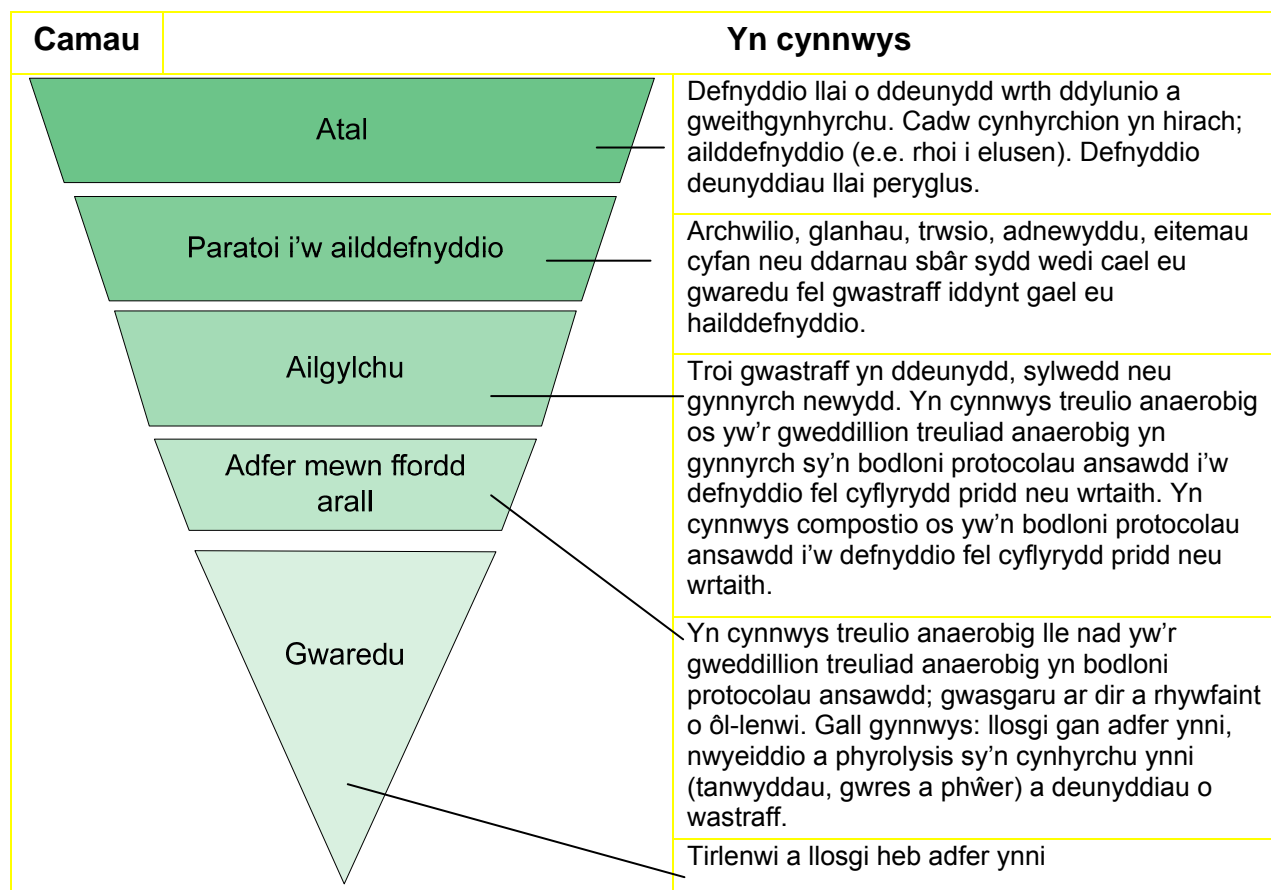 Camau
Yn cynnwys
Atal
Defnyddio llai o ddeunydd wrth ddylunio a
gweithgynhyrchu. Cadw cynhyrchion yn hirach;
ailddefnyddio (e.e. rhoi i elusen). Defnyddio
deunyddiau llai peryglus.
Paratoi i'w ailddefnyddio
Archwilio, glanhau, trwsio, adnewyddu, eitemau
cyfan neu ddarnau sbâr sydd wedi cael eu
gwaredu fel gwastraff iddynt gael eu
hailddefnyddio.
Ailgylchu
Troi gwastraff yn ddeunydd, sylwedd neu
gynnyrch newydd. Yn cynnwys treulio anaerobig
os yw'r gweddillion treuliad anaerobig yn
gynnyrch sy'n bodloni protocolau ansawdd i'w
defnyddio fel cyflyrydd pridd neu wrtaith. Yn
cynnwys compostio os yw'n bodloni protocolau
ansawdd i'w defnyddio fel cyflyrydd pridd neu
wrtaith.
Adfer mewn ffordd
arall
Yn cynnwys treulio anaerobig lle nad yw'r
gweddillion treuliad anaerobig yn bodloni
protocolau ansawdd; gwasgaru ar dir a rhywfaint
o ôl-lenwi. Gall gynnwys: llosgi gan adfer ynni,
nwyeiddio a phyrolysis sy'n cynhyrchu ynni
(tanwyddau, gwres a phŵer) a deunyddiau o
wastraff.
Gwaredu
Tirlenwi a llosgi heb adfer ynni